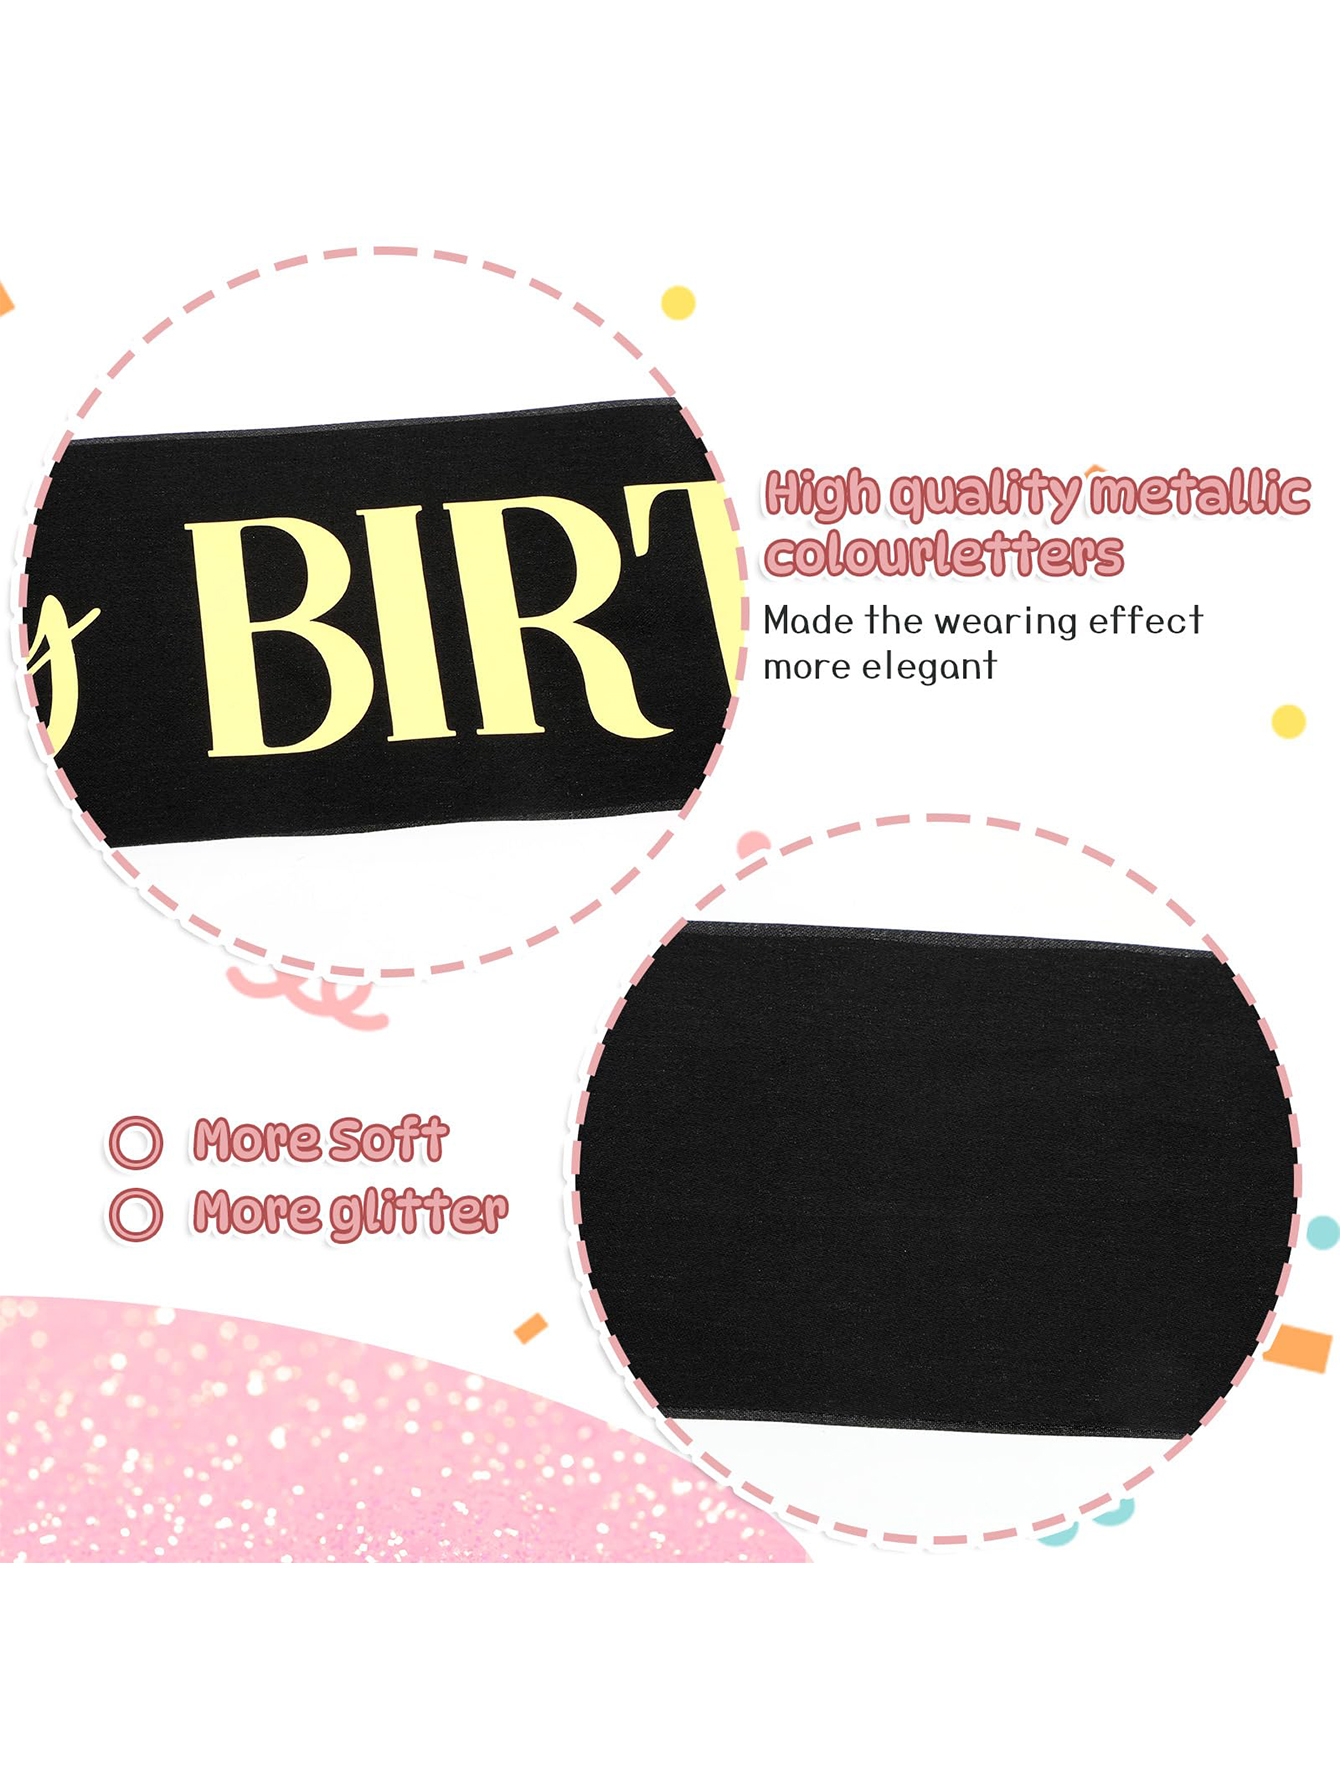 y BIRT
High quality metallic
colourletters
Made the wearing effect
more elegant
More Soft
More glitter